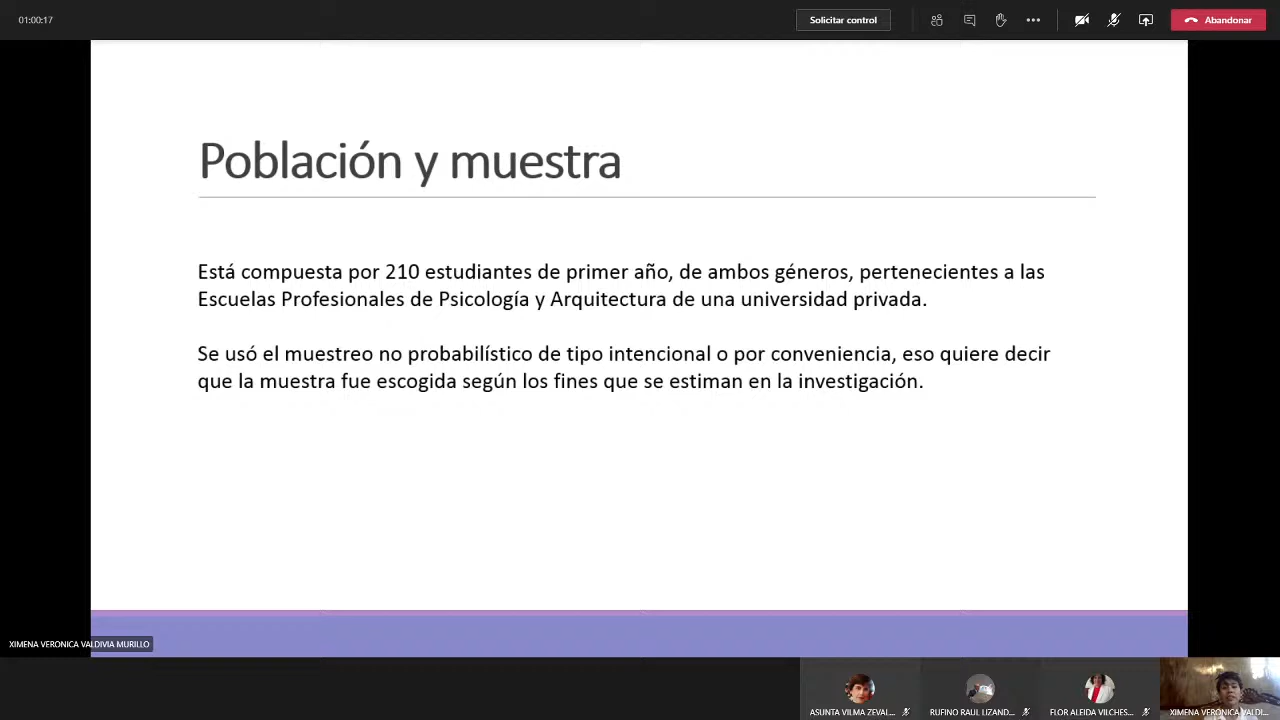 01:00:17
Solicitar control
Abandonar
Población y muestra
Está compuesta por 210 estudiantes de primer año, de ambos géneros, pertenecientes a las
Escuelas Profesionales de Psicología y Arquitectura de una universidad privada.
Se usó el muestreo no probabilístico de tipo intencional o por conveniencia, eso quiere decir
que la muestra fue escogida según los fines que se estiman en la investigación.
XIMENA VERONICA VALDIVIA MURILLO
ASUNTA VILMA ZEVAL...
RUFINO RAUL LIZAND...
FLOR ALEIDA VILCHES...
XIMENA VERONICA VALDI...